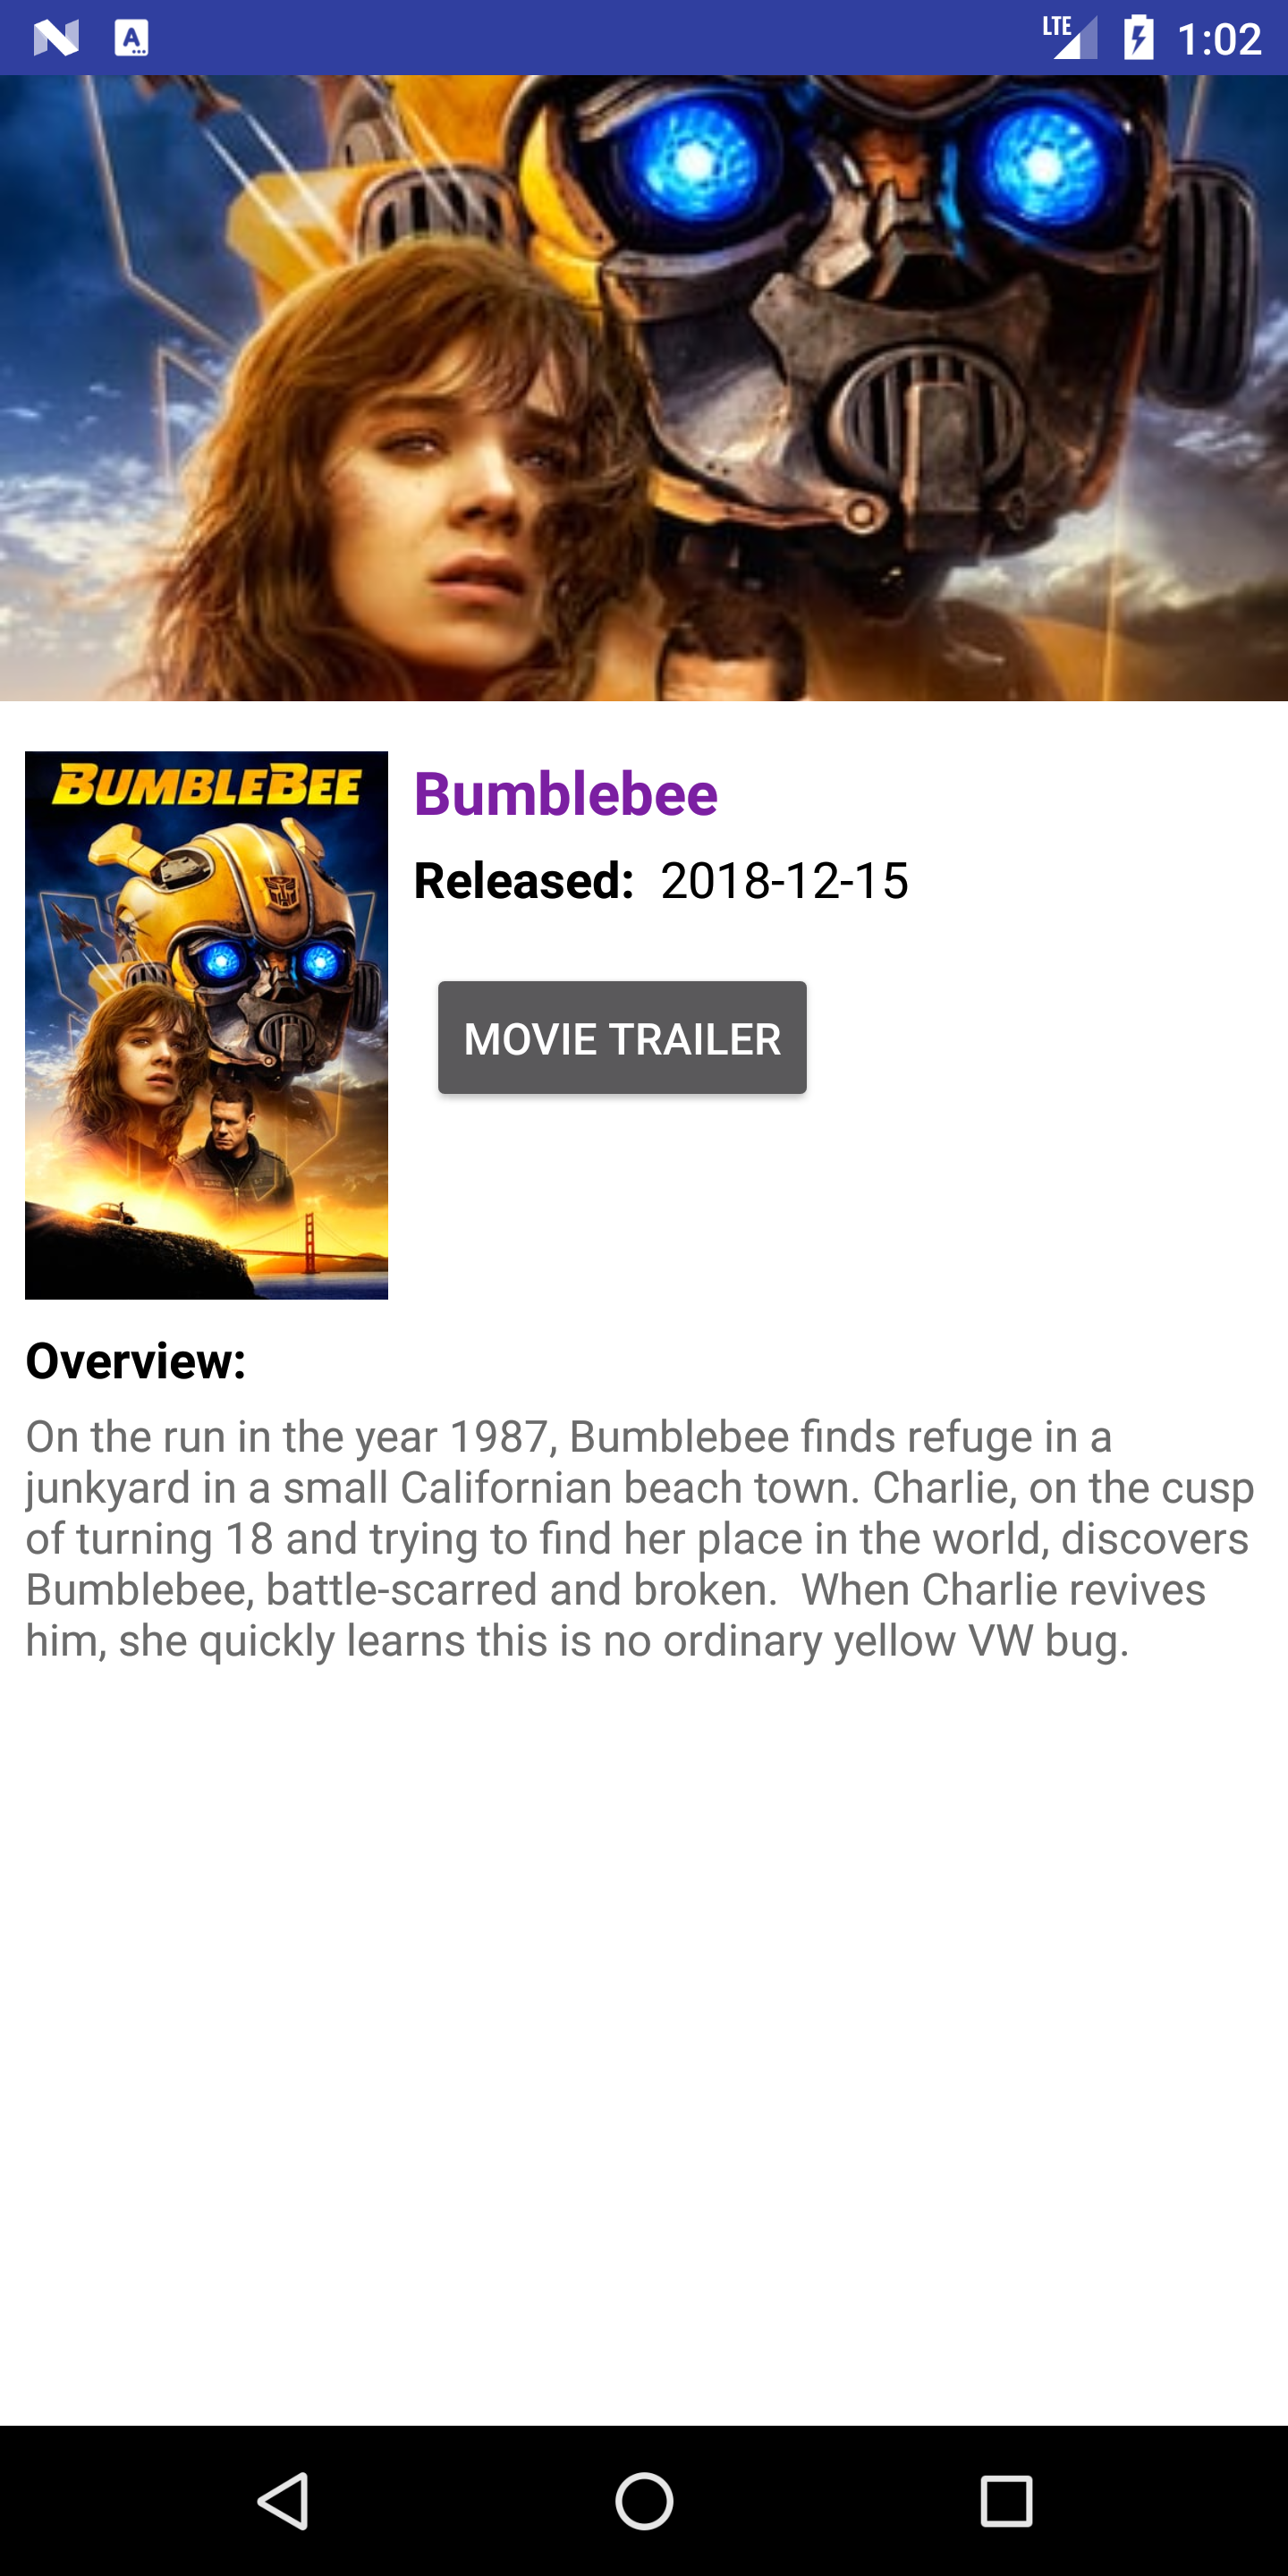 LTE 1:02
BUMBLEBEE
Bumblebee
Released: 2018-12-15
MOVIE TRAILER
Overview:
On the run in the year 1987, Bumblebee finds refuge in a
junkyard in a small Californian beach town. Charlie, on the cusp
of turning 18 and trying to find her place in the world, discovers
Bumblebee, battle-scarred and broken.  When Charlie revives
him, she quickly learns this is no ordinary yellow VW bug.